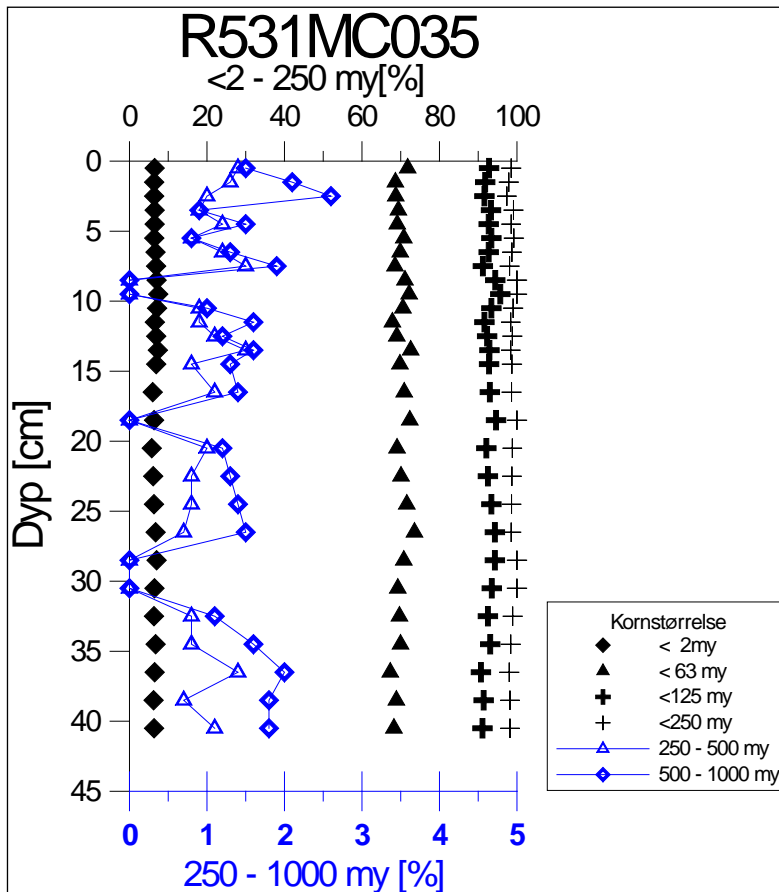 R531MC035
<2 - 250 my[%]
0 20 40 60 80 100
0
5
10
15
20
25
30
35
40
45
Dyp [cm]
0 1 2 3 4 5
250 - 1000 my [%]
Kornstørrelse
< 2my
< 63 my
<125 my
<250 my
250 - 500 my
500 - 1000 my